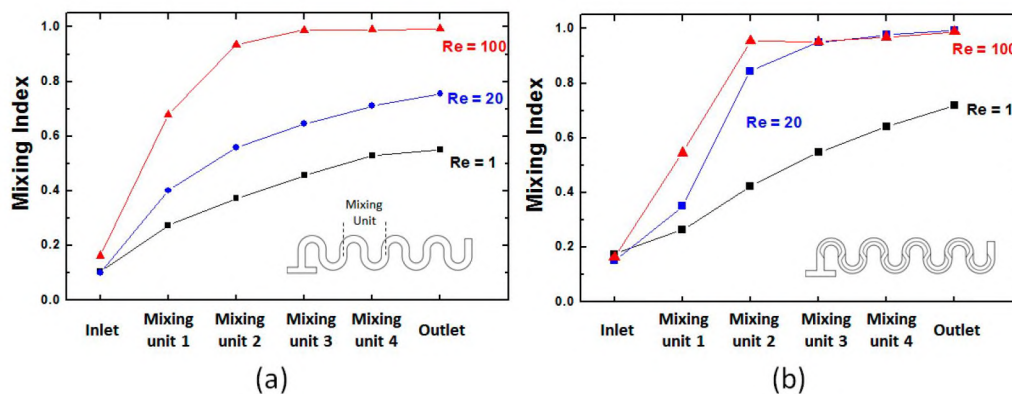 Mixing Index
1.0
0.8
0.6
0.4
0.2
0.0
Re = 100
Re = 20
Re = 1
Mixing
Unit
Inlet
Mixing
unit 1
Mixing
unit 2
Mixing
unit 3
Mixing
unit 4
Outlet
(a)
Mixing Index
1.0
0.8
0.6
0.4
0.2
0.0
Re = 100
Re = 20
Re = 1
Inlet
Mixing
unit 1
Mixing
unit 2
Mixing
unit 3
Mixing
unit 4
Outlet
(b)